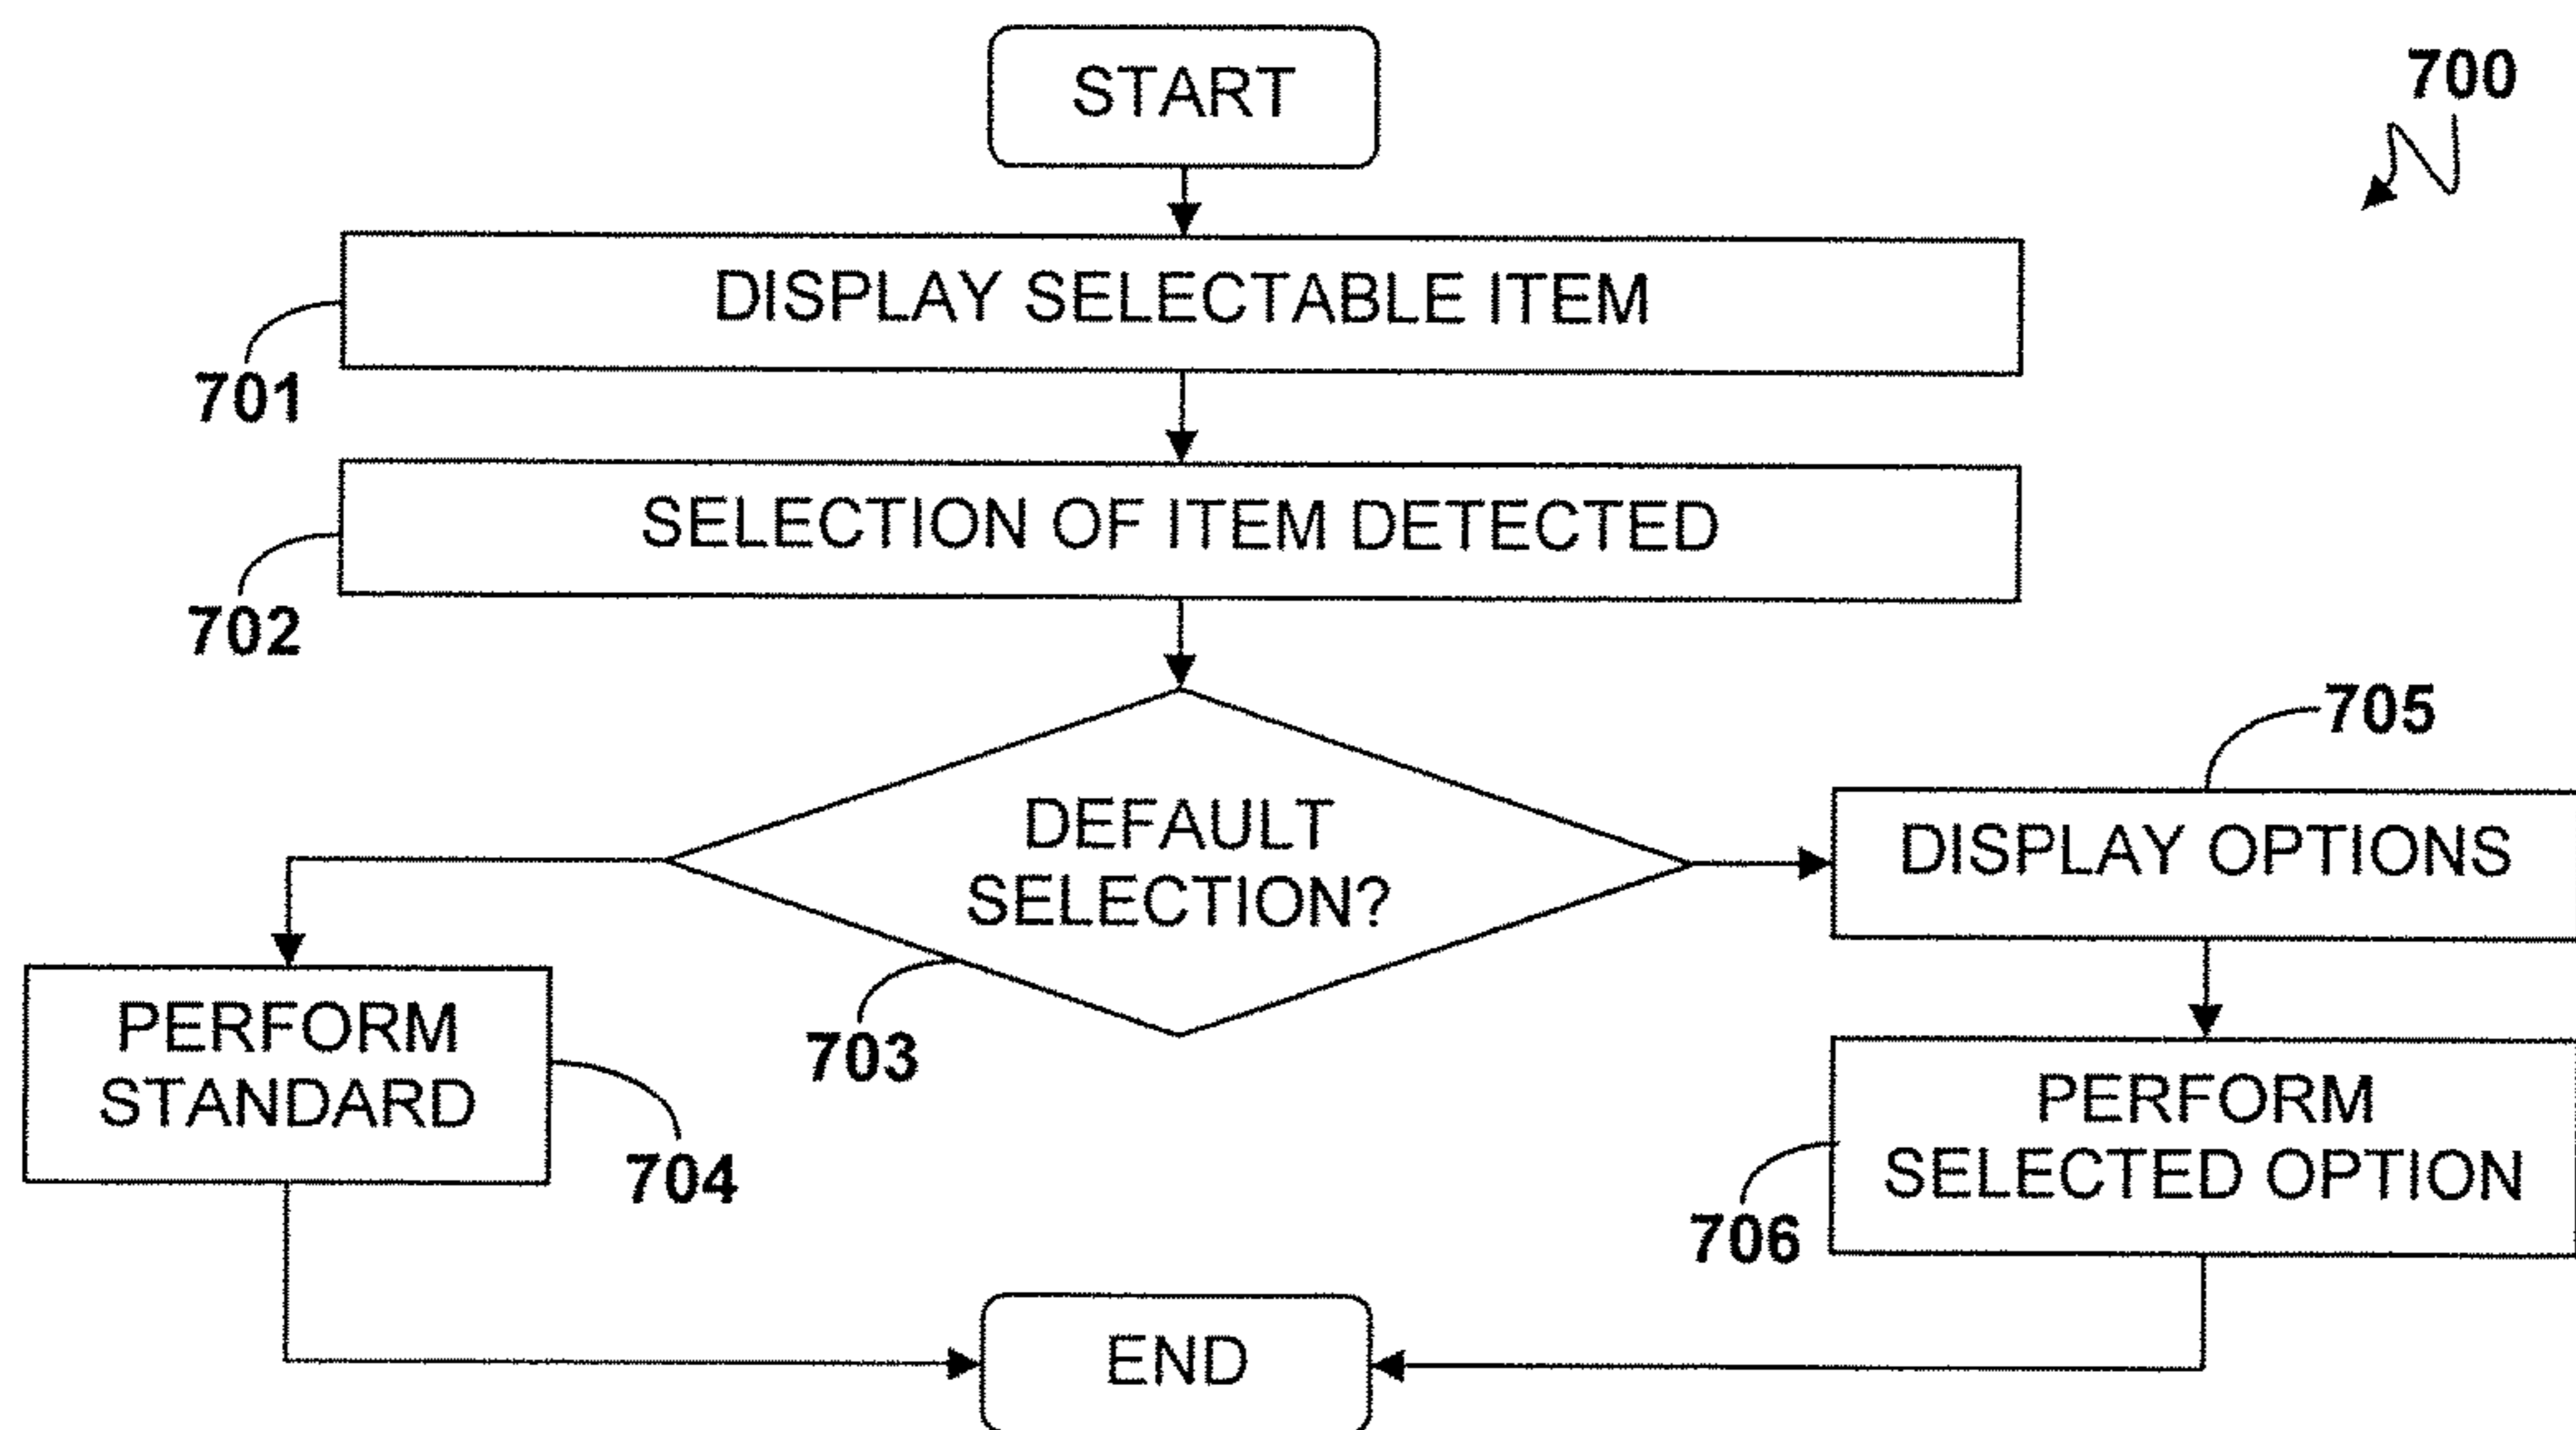 START
700
DISPLAY SELECTABLE ITEM
701
SELECTION OF ITEM DETECTED
702
DEFAULT
SELECTION?
703
705
DISPLAY OPTIONS
PERFORM
STANDARD
704
PERFORM
SELECTED OPTION
706
END